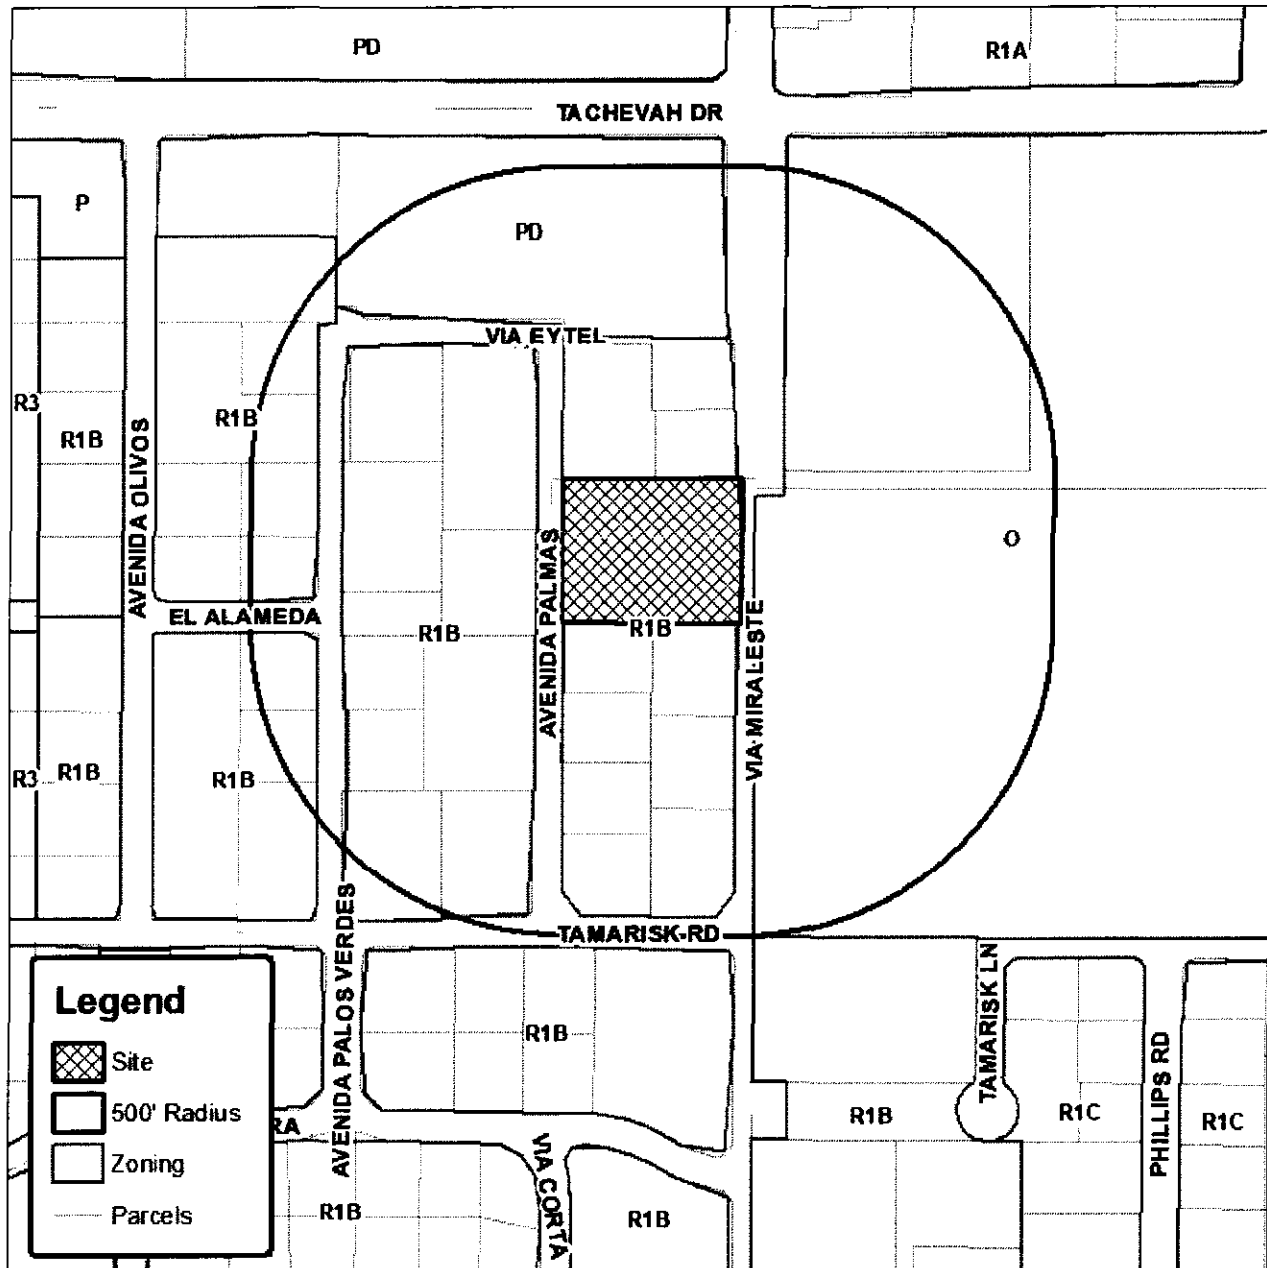 PD
R1A
TACHEVAH DR
P
PD
VIA EYTEL
R3
R1B
R1B
AVENIDA OLIVOS
AVENIDA PALMAS
O
EL ALAMEDA
R1B
R1B
VIA MIRALESTE
R3
R1B
R1B
TAMARISK RD
AVENIDA PALOS VERDES
TAMARISK LN
R1B
PHILLIPS RD
R1B
R1C
R1C
RA
VIA CORTA
R1B
R1B
Legend
Site
500' Radius
Zoning
Parcels